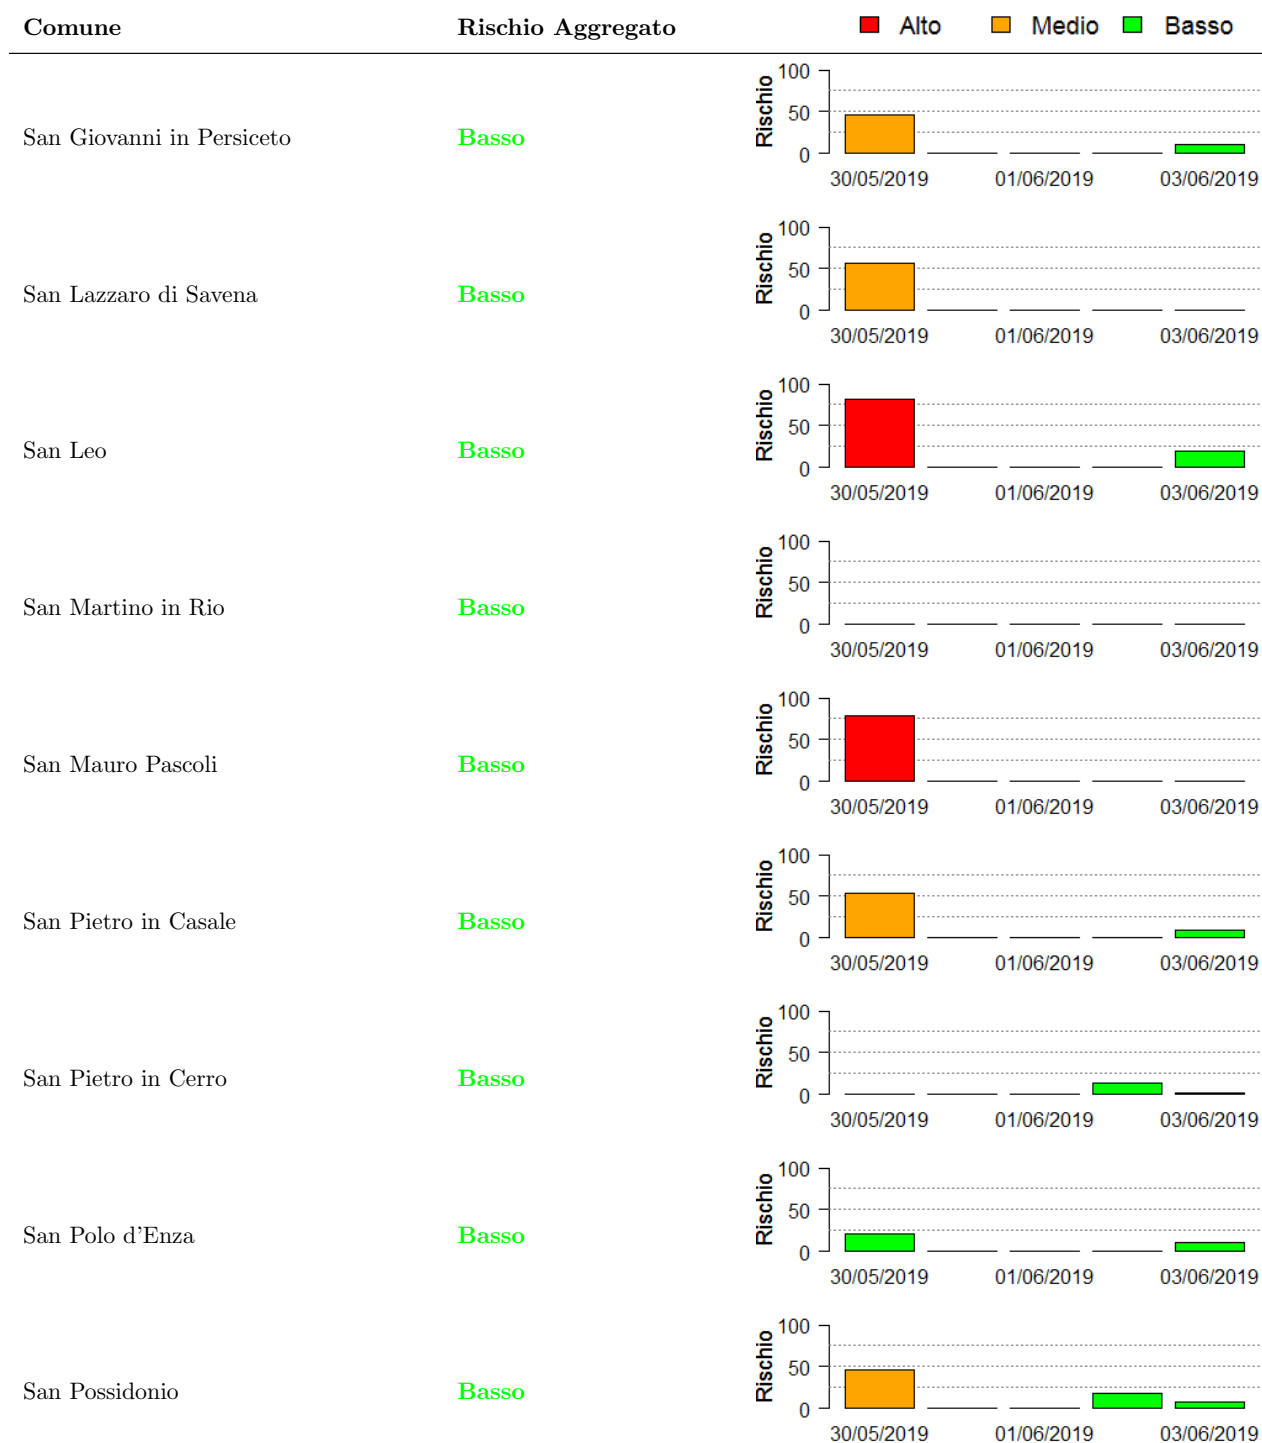 Comune Rischio Aggregato Alto Medio Basso
San Giovanni in Persiceto Basso
Rischio
100
50
0
30/05/2019 01/06/2019 03/06/2019
San Lazzaro di Savena Basso
Rischio
100
50
0
30/05/2019 01/06/2019 03/06/2019
San Leo Basso
Rischio
100
50
0
30/05/2019 01/06/2019 03/06/2019
San Martino in Rio Basso
Rischio
100
50
0
30/05/2019 01/06/2019 03/06/2019
San Mauro Pascoli Basso
Rischio
100
50
0
30/05/2019 01/06/2019 03/06/2019
San Pietro in Casale Basso
Rischio
100
50
0
30/05/2019 01/06/2019 03/06/2019
San Pietro in Cerro Basso
Rischio
100
50
0
30/05/2019 01/06/2019 03/06/2019
San Polo d'Enza Basso
Rischio
100
50
0
30/05/2019 01/06/2019 03/06/2019
San Possidonio Basso
Rischio
100
50
0
30/05/2019 01/06/2019 03/06/2019